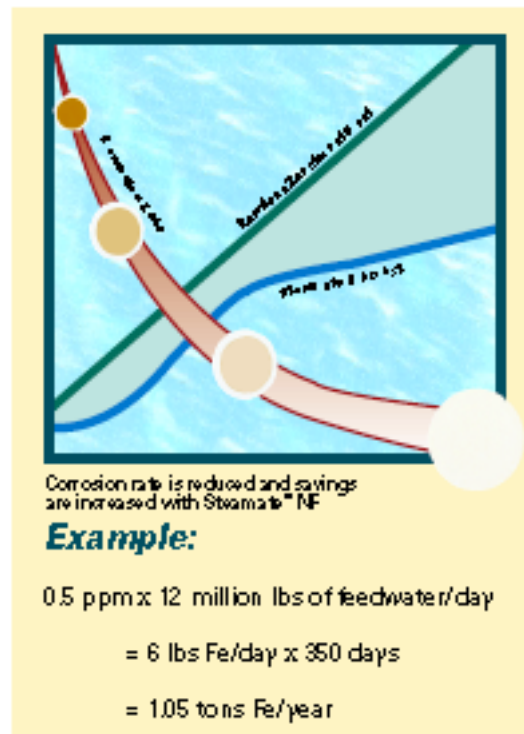 Corrosion rate is reduced and savings
are increased with Steamate™ NF
Example:
0.5 ppm x 12 million lbs of feedwater/day
= 6 lbs Fe/day x 350 days
= 1.05 tons Fe/year